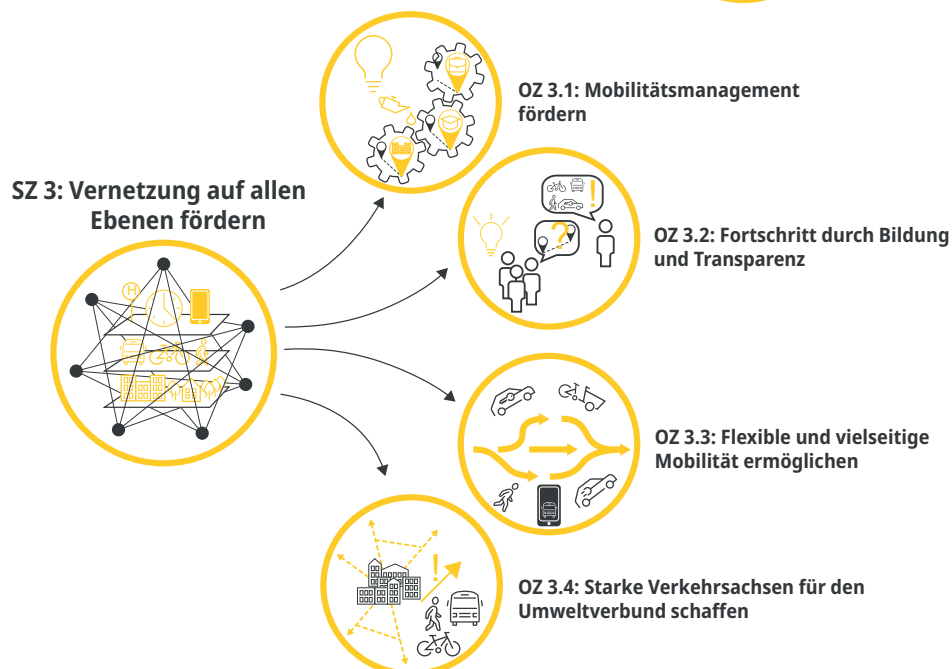 OZ 3.1: Mobilitätsmanagement
fördern
SZ 3: Vernetzung auf allen
Ebenen fördern
H
!
?
OZ 3.2: Fortschritt durch Bildung
und Transparenz
OZ 3.3: Flexible und vielseitige
Mobilität ermöglichen
!
OZ 3.4: Starke Verkehrsachsen für den
Umweltverbund schaffen